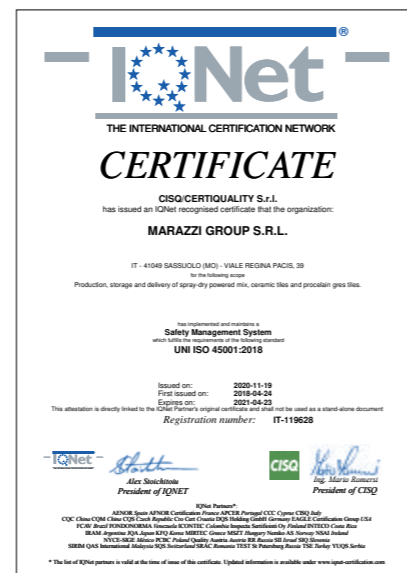 IQNet ®
THE INTERNATIONAL CERTIFICATION NETWORK
CERTIFICATE
CISQ/CERTIQUALITY S.r.l.
has issued an IQNet recognised certificate that the organization:
MARAZZI GROUP S.R.L.
IT - 41049 SASSUOLO (MO) - VIALE REGINA PACIS, 39
for the following scope
Production, storage and delivery of spray-dry powred mix, ceramic tiles and procelain gres tiles.
has implemented and maintains a
Safety Management System
which fulfills the requirements of the following standard
UNI ISO 45001:2018
Issued on: 2020-11-19
First issued on: 2018-04-24
Expires on: 2021-04-23
This attestation is directly linked to the IQNet Partner's original certificate and shall not be used as a stand-alone document
Registration number: IT-119628
IQNet
CISQ
Alex Stoichitoiu
President of IQNET
Ing. Mario Romersi
President of CISQ
IQNet Partners*:
AENOR Spain AFNOR Certification France APCER Portugal CCC Cyprus CISQ Italy
CQC China CQM China CQS Czech Republic Cro Cert Croatia DQS Holding GmbH Germany EAGLE Certification Group USA
FCAV Brazil FONDONORMA Venezuela ICONTEC Colombia Inspecta Sertifiointi Oy Finland INTECO Costa Rica
IRAM Argentina JQA Japan KFQ Korea MIRTEC Greece MSZT Hungary Nemko AS Norway NSAI Ireland
NYCE-SIGE México PCBC Poland Quality Austria Austria RR Russia SII Israel SIQ Slovenia
SIRIM QAS International Malaysia SQS Switzerland SRAC Romania TEST St Petersburg Russia TSE Turkey YUQS Serbia
* The list of IQNet partners is valid at the time of issue of this certificate. Updated information is available under www.iqnet-certification.com